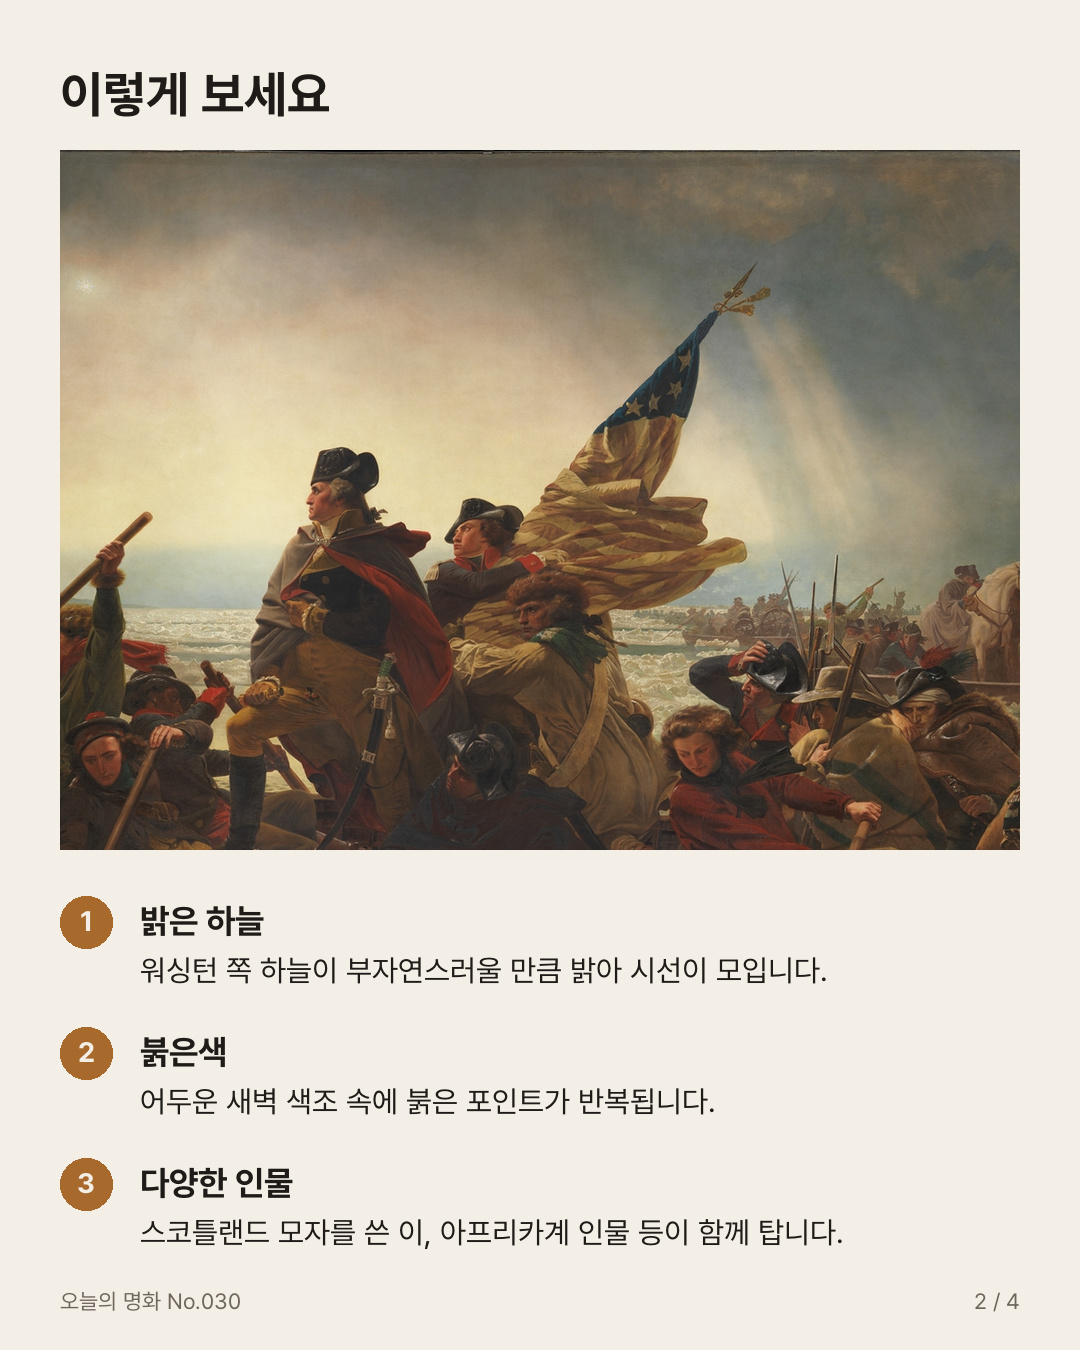 이렇게 보세요
1 밝은 하늘
워싱턴 쪽 하늘이 부자연스러울 만큼 밝아 시선이 모입니다.
2 붉은색
어두운 새벽 색조 속에 붉은 포인트가 반복됩니다.
3 다양한 인물
스코틀랜드 모자를 쓴 이, 아프리카계 인물 등이 함께 탑니다.
오늘의 명화 No.030
2 / 4